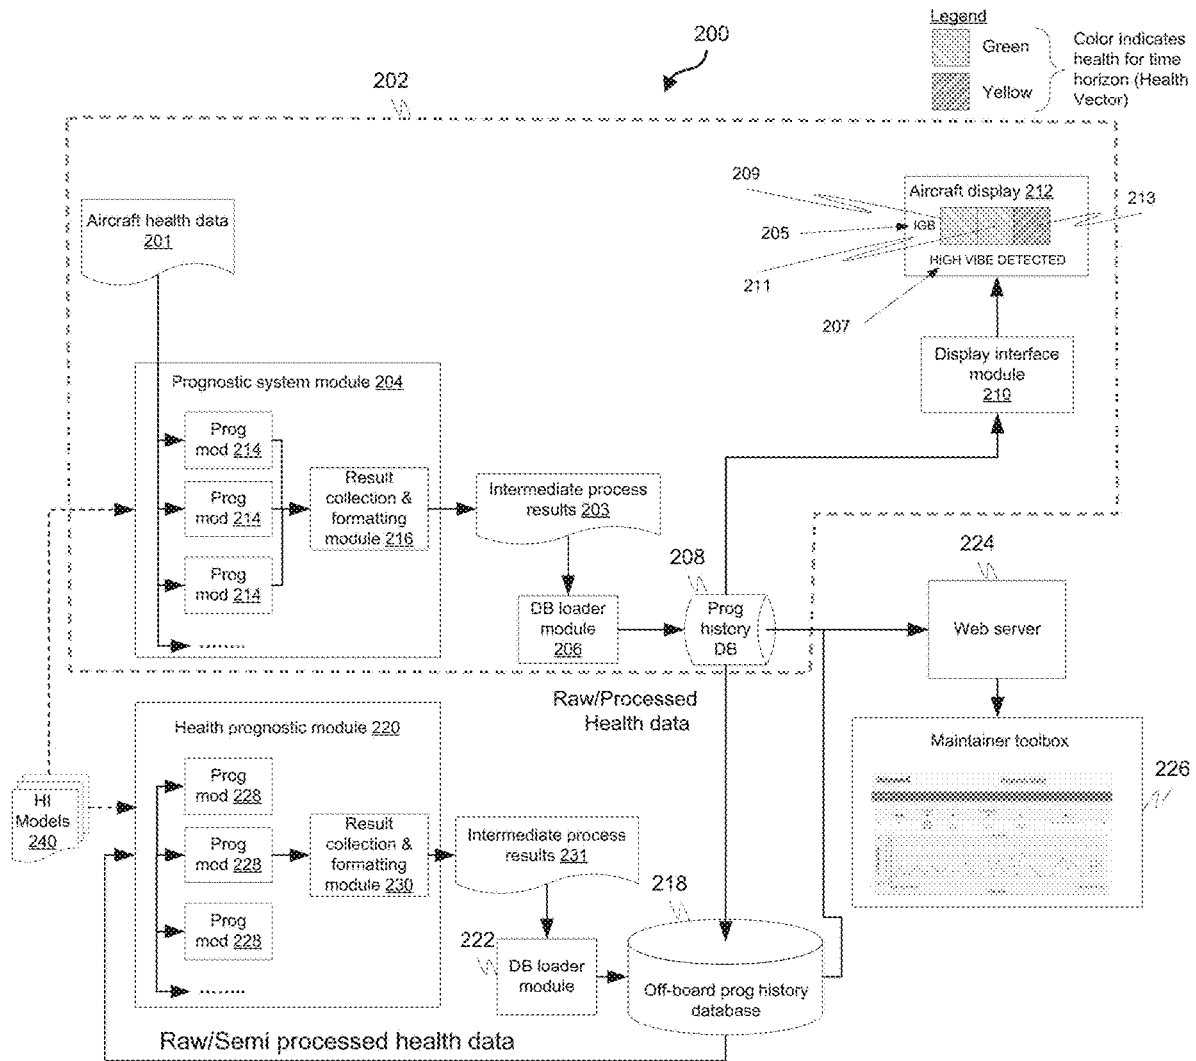 200
Legend
Green
Yellow
Color indicates
health for time
horizon (Health
Vector)
202
Aircraft health data
201
209
205
211
207
213
Aircraft display 212
IGB
HIGH VIBE DETECTED
Display interface
module
210
Prognostic system module 204
Prog
mod 214
Prog
mod 214
Prog
mod 214
........
Result
collection &
formatting
module 216
Intermediate process
results 203
DB loader
module
206
208
Prog
history
DB
224
Web server
Raw/Processed
Health data
Maintainer toolbox
226
HI
Models
240
Health prognostic module 220
Prog
mod 228
Prog
mod 228
Prog
mod 228
........
Result
collection &
formatting
module 230
Intermediate process
results 231
222
DB loader
module
218
Off-board prog history
database
Raw/Semi processed health data